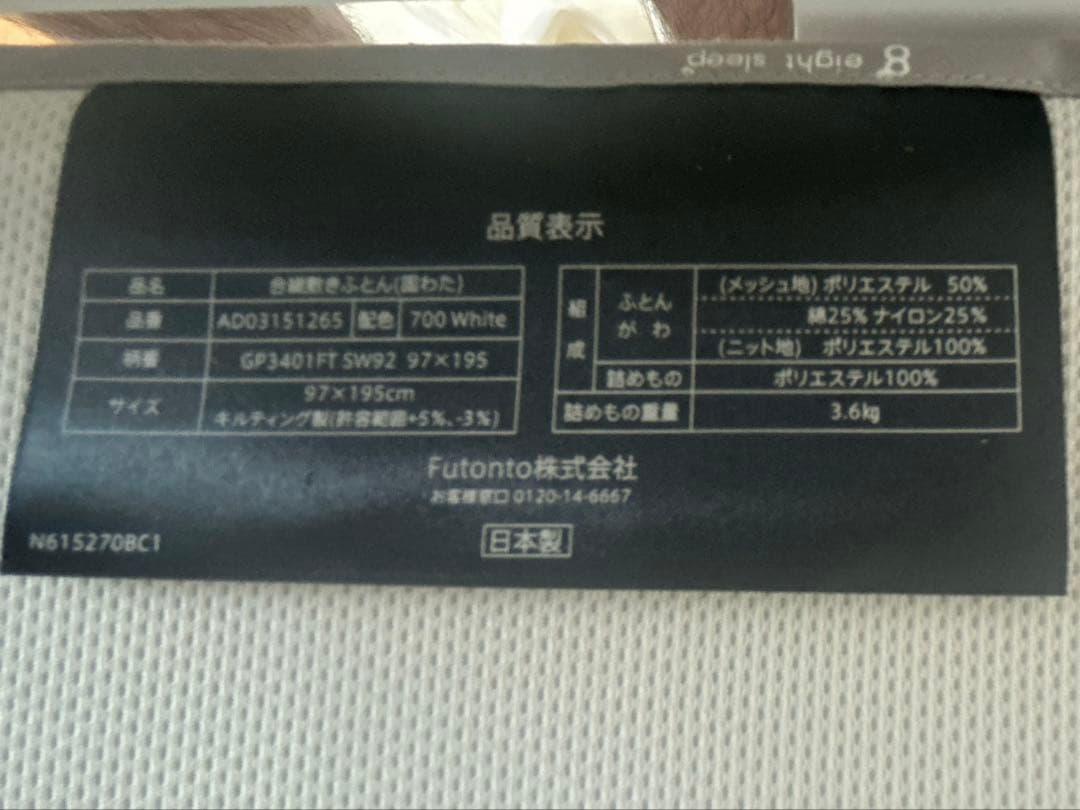 8 eight sleep
品質表示
品名 合繊敷きふとん(固わた)
品番 AD03151265 配色 700 White
柄番 GP3401FT SW92 97×195
サイズ 97×195cm
キルティング製(許容範囲+5%、-3%)
組成 ふとんがわ (メッシュ地) ポリエステル 50%
綿25% ナイロン25%
(ニット地) ポリエステル100%
詰めもの ポリエステル100%
詰めもの重量 3.6kg
Futonto株式会社
お客様窓口 0120-14-6667
日本製
N615270BC1